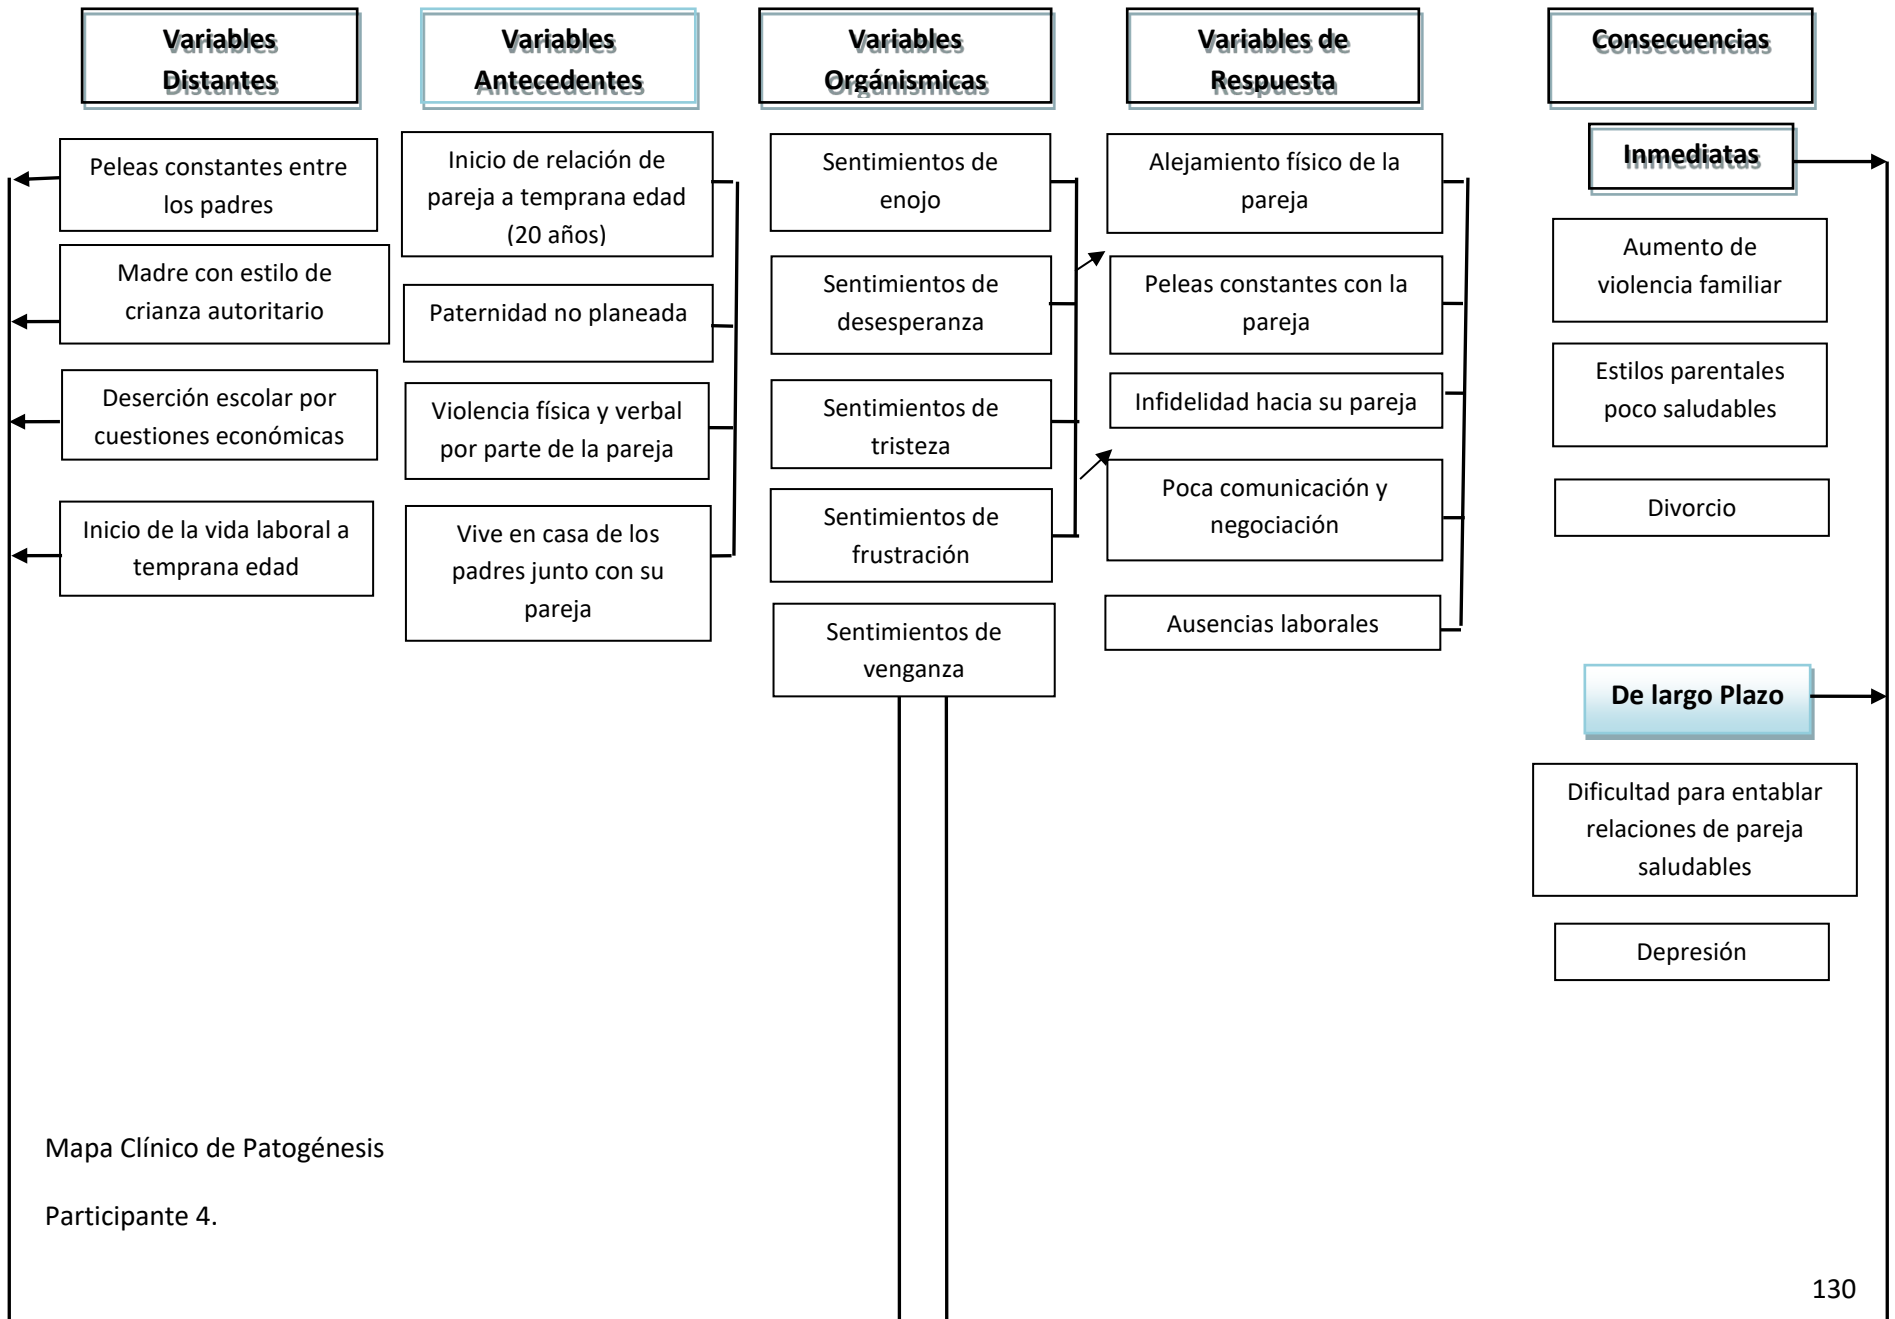 Variables
Distantes
Peleas constantes entre
los padres
Madre con estilo de
crianza autoritario
Deserción escolar por
cuestiones económicas
Inicio de la vida laboral a
temprana edad
Variables
Antecedentes
Inicio de relación de
pareja a temprana edad
(20 años)
Paternidad no planeada
Violencia física y verbal
por parte de la pareja
Vive en casa de los
padres junto con su
pareja
Variables
Orgánismicas
Sentimientos de
enojo
Sentimientos de
desesperanza
Sentimientos de
tristeza
Sentimientos de
frustración
Sentimientos de
venganza
Variables de
Respuesta
Alejamiento físico de la
pareja
Peleas constantes con la
pareja
Infidelidad hacia su pareja
Poca comunicación y
negociación
Ausencias laborales
Consecuencias
Inmediatas
Aumento de
violencia familiar
Estilos parentales
poco saludables
Divorcio
De largo Plazo
Dificultad para entablar
relaciones de pareja
saludables
Depresión
Mapa Clínico de Patogénesis
Participante 4.
130